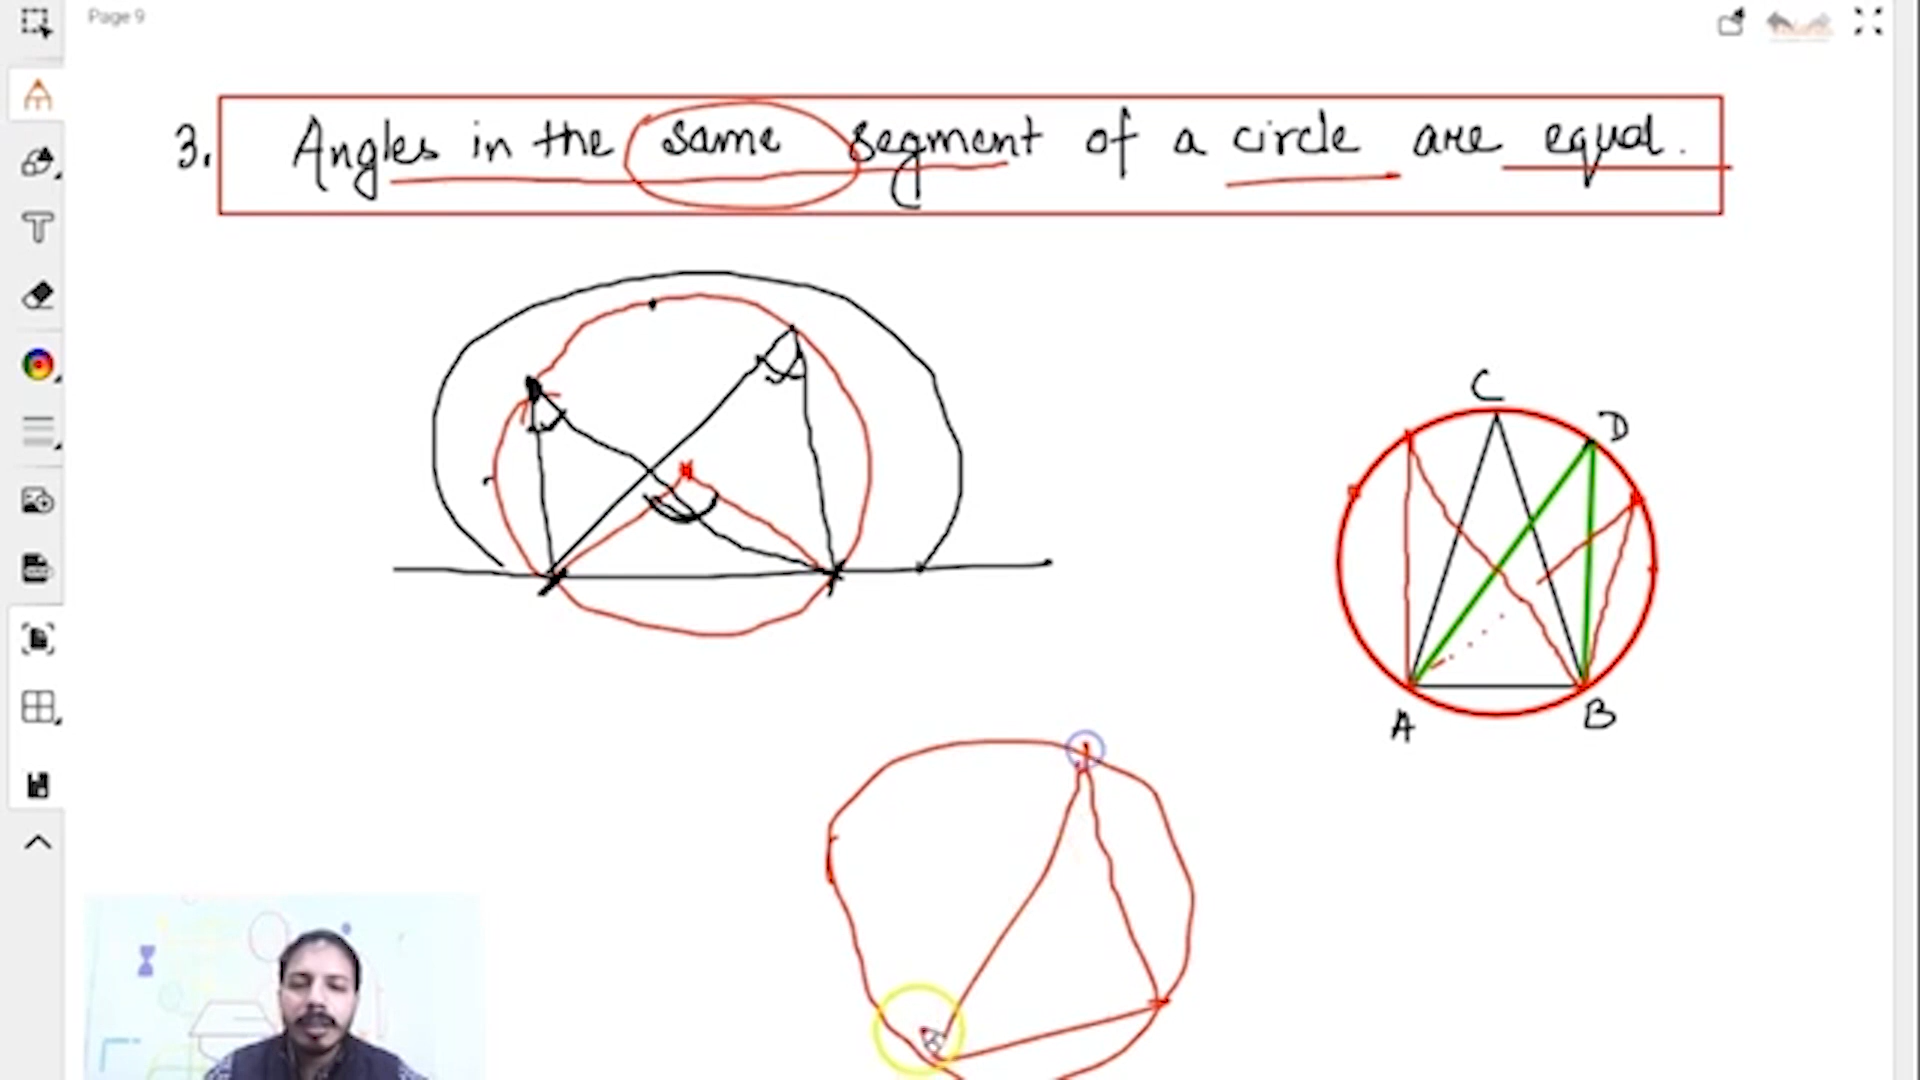 Page 9
3. Angles in the same segment of a circle are equal.
C
D
A
B